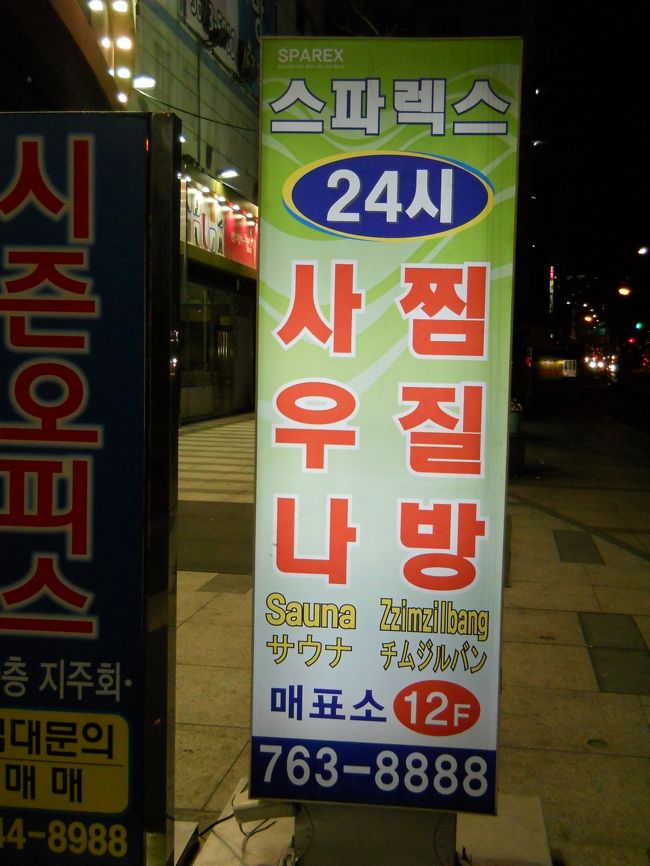 SPAREX
스파렉스
24시
사우나
찜질방
Sauna Zzimzilbang
サウナ チムジルバン
매표소 12F
763-8888
시즌오피스
층 지주회
대문의
매매
44-8988